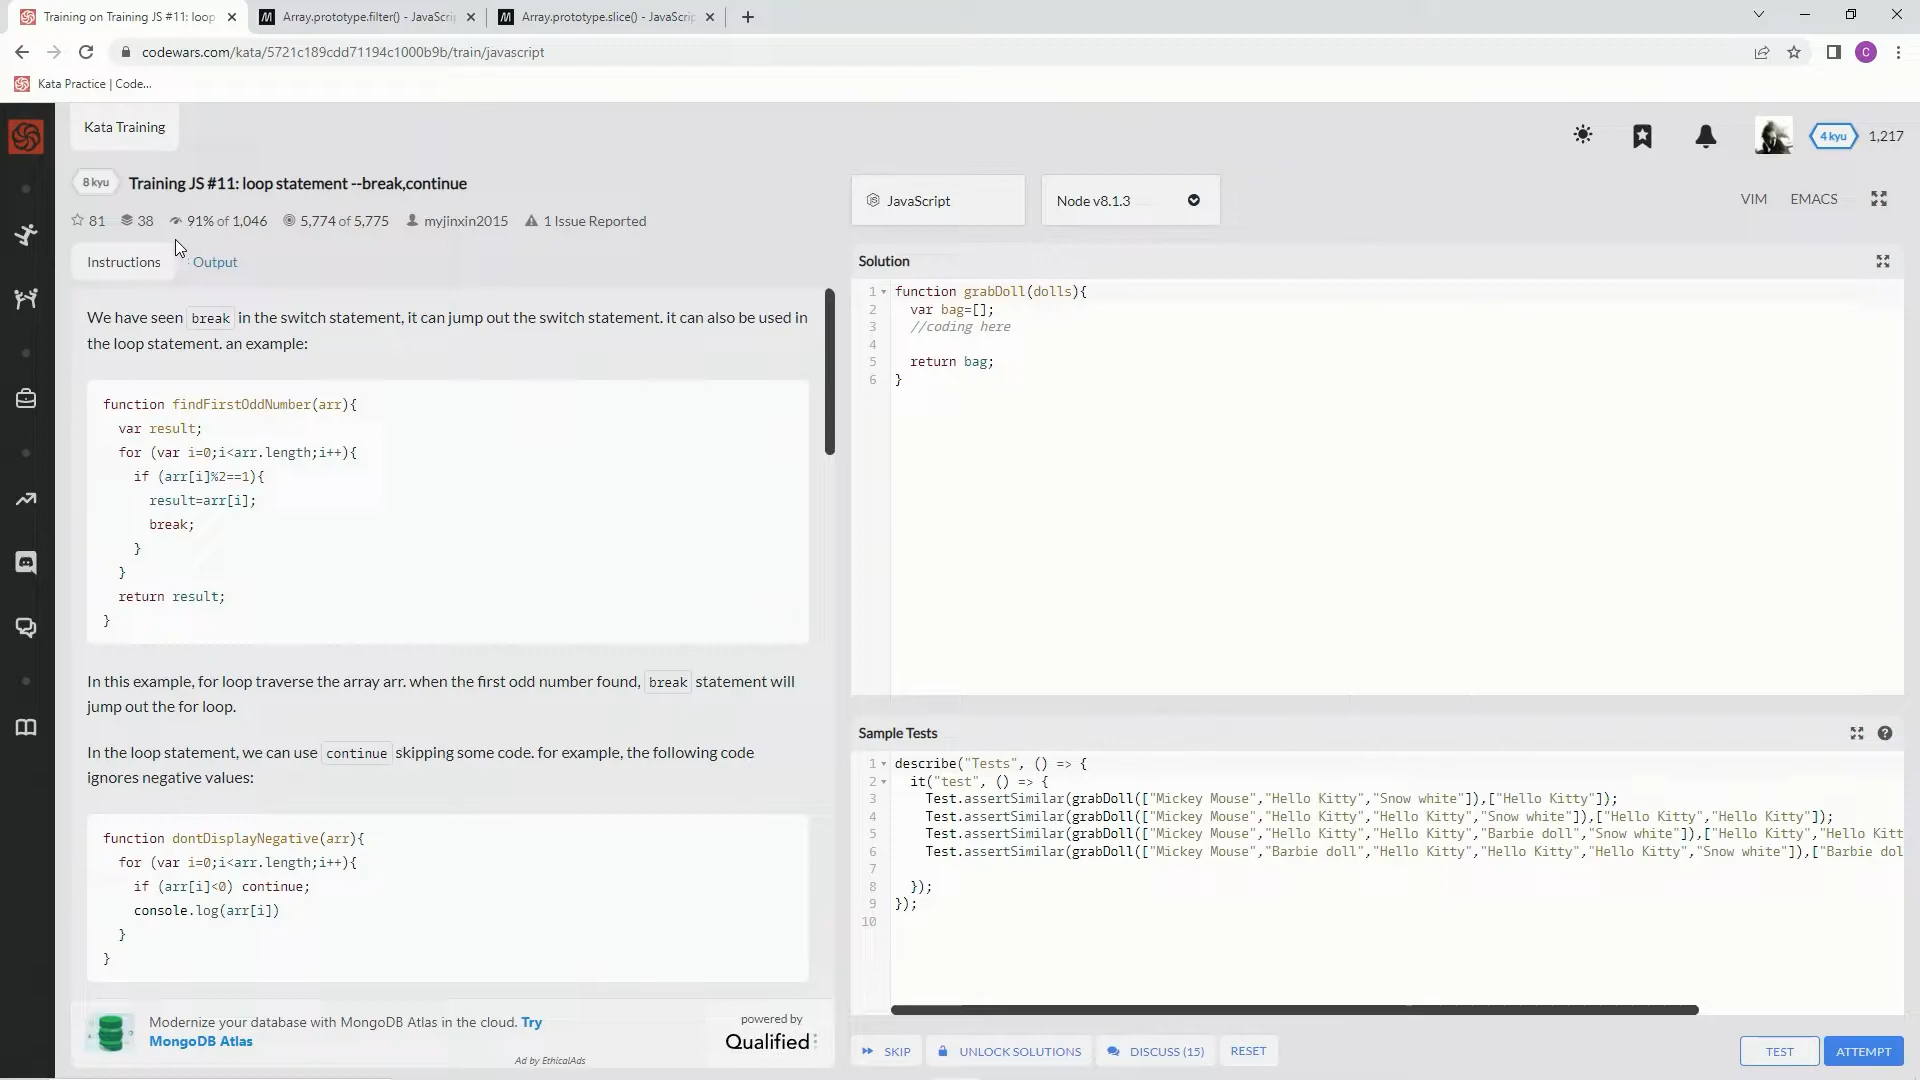 Training on Training JS #11: loop
Array.prototype.filter() - JavaScri
Array.prototype.slice() - JavaScri
codewars.com/kata/5721c189cdd71194c1000b9b/train/javascript
C
Kata Practice | Code...
Kata Training
4 kyu 1,217
8 kyu Training JS #11: loop statement --break,continue
81 38 91% of 1,046 5,774 of 5,775 myjinxin2015 1 Issue Reported
JavaScript
Node v8.1.3
VIM EMACS
Instructions Output
We have seen break in the switch statement, it can jump out the switch statement. it can also be used in
the loop statement. an example:
function findFirstOddNumber(arr){
var result;
for (var i=0;i<arr.length;i++){
if (arr[i]%2==1){
result=arr[i];
break;
}
}
return result;
}
In this example, for loop traverse the array arr. when the first odd number found, break statement will
jump out the for loop.
In the loop statement, we can use continue skipping some code. for example, the following code
ignores negative values:
function dontDisplayNegative(arr){
for (var i=0;i<arr.length;i++){
if (arr[i]<0) continue;
console.log(arr[i])
}
}
Modernize your database with MongoDB Atlas in the cloud. Try
MongoDB Atlas
Ad by EthicalAds
powered by
Qualified
Solution
1 function grabDoll(dolls){
2 var bag=[];
3 //coding here
4
5 return bag;
6 }
Sample Tests
1 describe("Tests", () => {
2 it("test", () => {
3 Test.assertSimilar(grabDoll(["Mickey Mouse","Hello Kitty","Snow white"]),["Hello Kitty"]);
4 Test.assertSimilar(grabDoll(["Mickey Mouse","Hello Kitty","Hello Kitty","Snow white"]),["Hello Kitty","Hello Kitty"]);
5 Test.assertSimilar(grabDoll(["Mickey Mouse","Hello Kitty","Hello Kitty","Barbie doll","Snow white"]),["Hello Kitty","Hello Kitt
6 Test.assertSimilar(grabDoll(["Mickey Mouse","Barbie doll","Hello Kitty","Hello Kitty","Hello Kitty","Snow white"]),["Barbie dol
7
8 });
9 });
10
SKIP UNLOCK SOLUTIONS DISCUSS (15) RESET TEST ATTEMPT